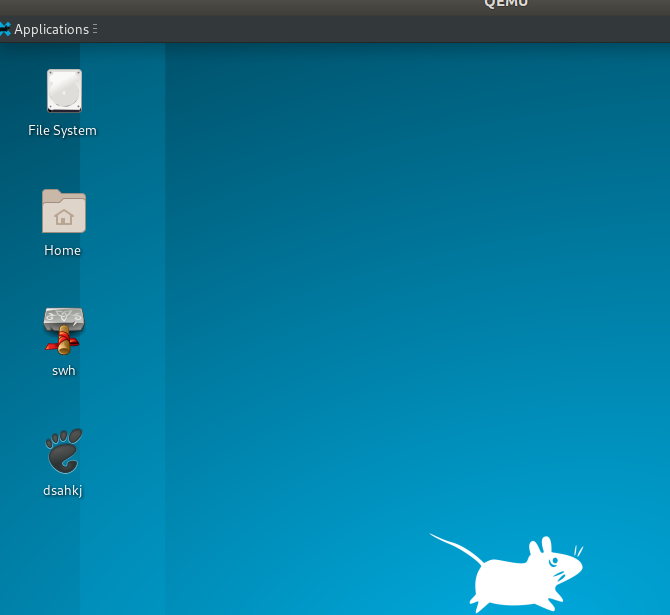 QEMU
Applications
File System
Home
swh
dsahkj